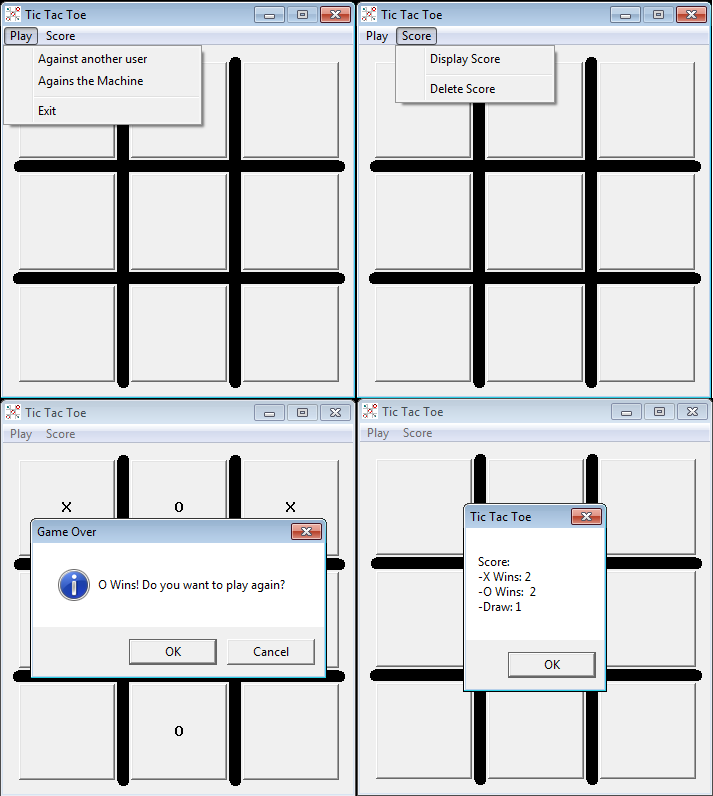 Tic Tac Toe
Play Score
Against another user
Agains the Machine
Exit
Tic Tac Toe
Play Score
Display Score
Delete Score
Tic Tac Toe
Play Score
X O X
Game Over
O Wins! Do you want to play again?
OK Cancel
O
Tic Tac Toe
Play Score
Tic Tac Toe
Score:
-X Wins: 2
-O Wins: 2
-Draw: 1
OK